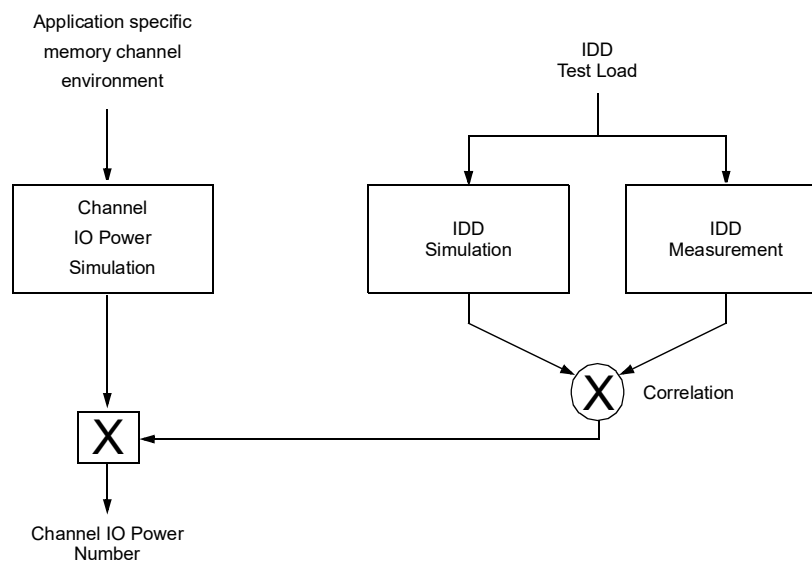 Application specific
memory channel
environment
IDD
Test Load
Channel
IO Power
Simulation
IDD
Simulation
IDD
Measurement
X
Correlation
X
Channel IO Power
Number